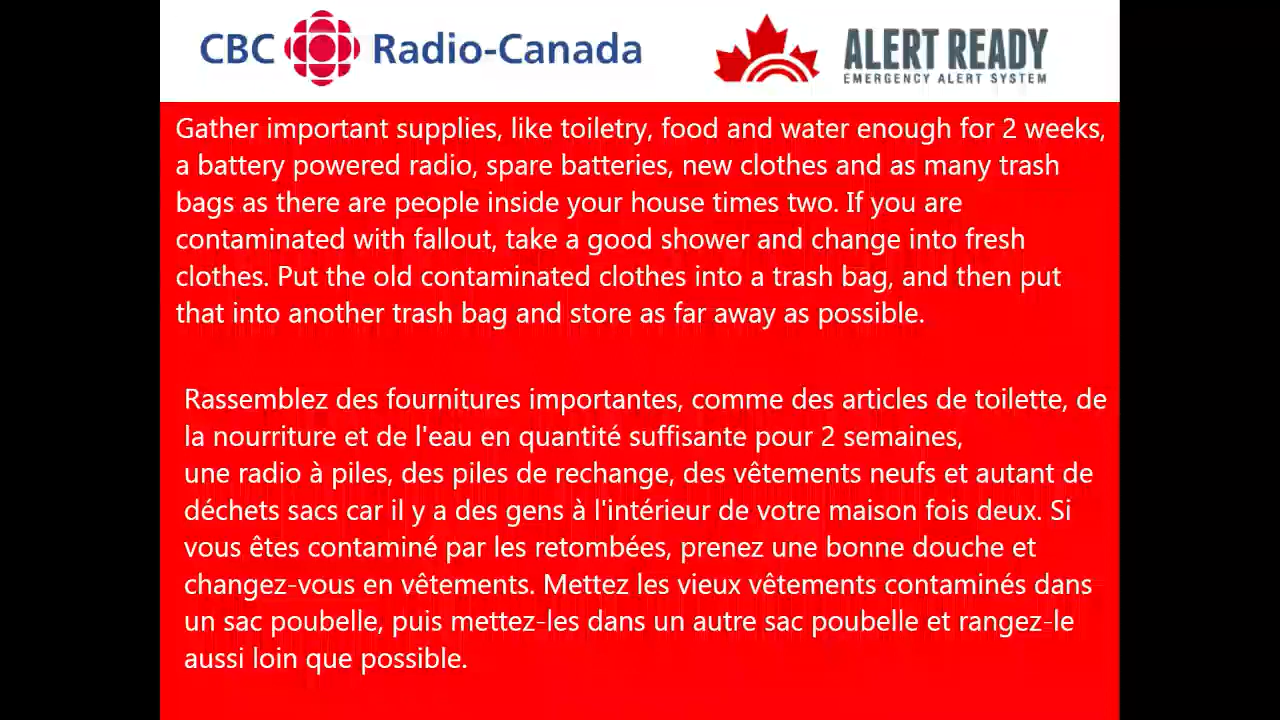 CBC Radio-Canada
ALERT READY
EMERGENCY ALERT SYSTEM
Gather important supplies, like toiletry, food and water enough for 2 weeks,
a battery powered radio, spare batteries, new clothes and as many trash
bags as there are people inside your house times two. If you are
contaminated with fallout, take a good shower and change into fresh
clothes. Put the old contaminated clothes into a trash bag, and then put
that into another trash bag and store as far away as possible.
Rassemblez des fournitures importantes, comme des articles de toilette, de
la nourriture et de l'eau en quantité suffisante pour 2 semaines,
une radio à piles, des piles de rechange, des vêtements neufs et autant de
déchets sacs car il y a des gens à l'intérieur de votre maison fois deux. Si
vous êtes contaminé par les retombées, prenez une bonne douche et
changez-vous en vêtements. Mettez les vieux vêtements contaminés dans
un sac poubelle, puis mettez-les dans un autre sac poubelle et rangez-le
aussi loin que possible.